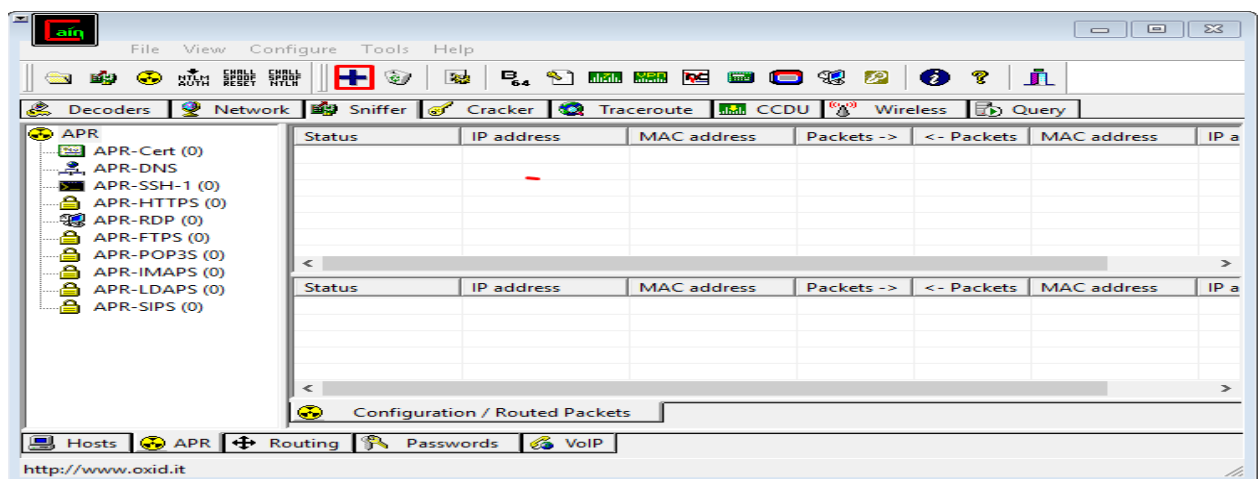 aín
File View Configure Tools Help
NTLM AUTH CHALL SPOOF RESET CHALL SPOOF NTLM B64
Decoders Network Sniffer Cracker Traceroute CCDU Wireless Query
APR
APR-Cert (0)
APR-DNS
APR-SSH-1 (0)
APR-HTTPS (0)
APR-RDP (0)
APR-FTPS (0)
APR-POP3S (0)
APR-IMAPS (0)
APR-LDAPS (0)
APR-SIPS (0)
Status IP address MAC address Packets -> <- Packets MAC address IP a
Status IP address MAC address Packets -> <- Packets MAC address IP a
Configuration / Routed Packets
Hosts APR Routing Passwords VoIP
http://www.oxid.it